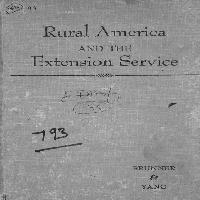 Rural America
AND THE
Extension Service
793
BRUNNER
&
YANG